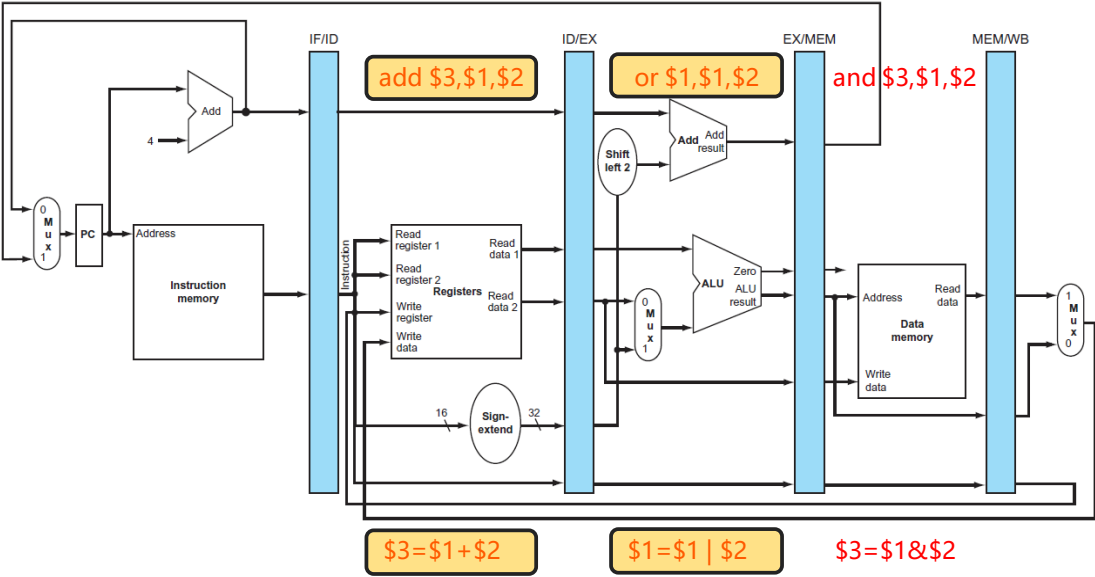 IF/ID
ID/EX
EX/MEM
MEM/WB
add $3,$1,$2
or $1,$1,$2
and $3,$1,$2
Add
4
Shift
left 2
Add
Add
result
0
M
u
x
1
PC
Address
Instruction
memory
Instruction
Read
register 1
Read
register 2
Write
register
Write
data
Registers
Read
data 1
Read
data 2
16
Sign-
extend
32
0
M
u
x
1
Zero
ALU
ALU
result
Address
Read
data
Data
memory
Write
data
1
M
u
x
0
$3=$1+$2
$1=$1 | $2
$3=$1&$2